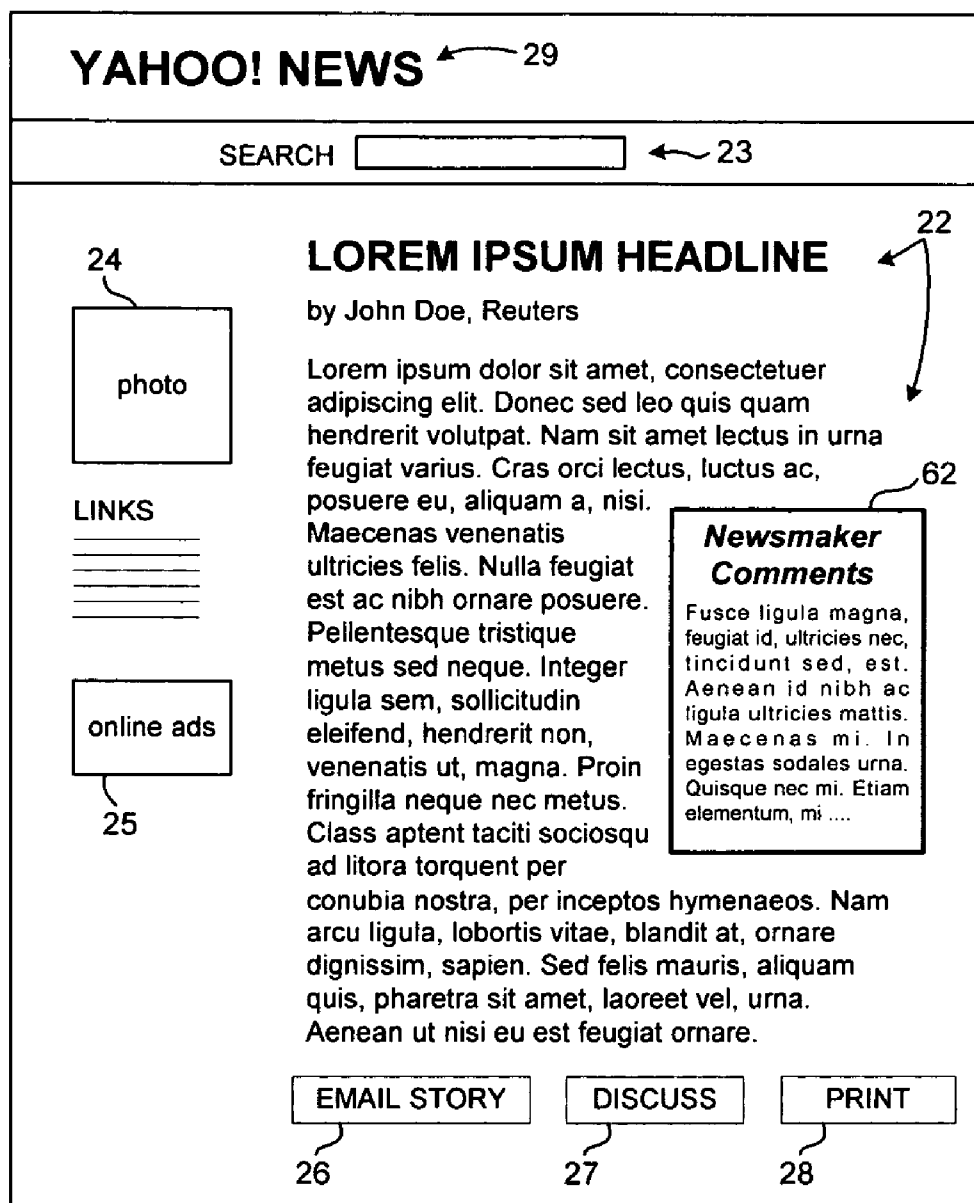 YAHOO! NEWS
29
SEARCH
23
22
24
photo
LINKS
online ads
25
LOREM IPSUM HEADLINE
by John Doe, Reuters
Lorem ipsum dolor sit amet, consectetuer
adipiscing elit. Donec sed leo quis quam
hendrerit volutpat. Nam sit amet lectus in urna
feugiat varius. Cras orci lectus, luctus ac,
posuere eu, aliquam a, nisi.
Maecenas venenatis
ultricies felis. Nulla feugiat
est ac nibh ornare posuere.
Pellentesque tristique
metus sed neque. Integer
ligula sem, sollicitudin
eleifend, hendrerit non,
venenatis ut, magna. Proin
fringilla neque nec metus.
Class aptent taciti sociosqu
ad litora torquent per
conubia nostra, per inceptos hymenaeos. Nam
arcu ligula, lobortis vitae, blandit at, ornare
dignissim, sapien. Sed felis mauris, aliquam
quis, pharetra sit amet, laoreet vel, urna.
Aenean ut nisi eu est feugiat ornare.
62
Newsmaker
Comments
Fusce ligula magna,
feugiat id, ultricies nec,
tincidunt sed, est.
Aenean id nibh ac
ligula ultricies mattis.
Maecenas mi. In
egestas sodales urna.
Quisque nec mi. Etiam
elementum, mi ....
EMAIL STORY
DISCUSS
PRINT
26
27
28